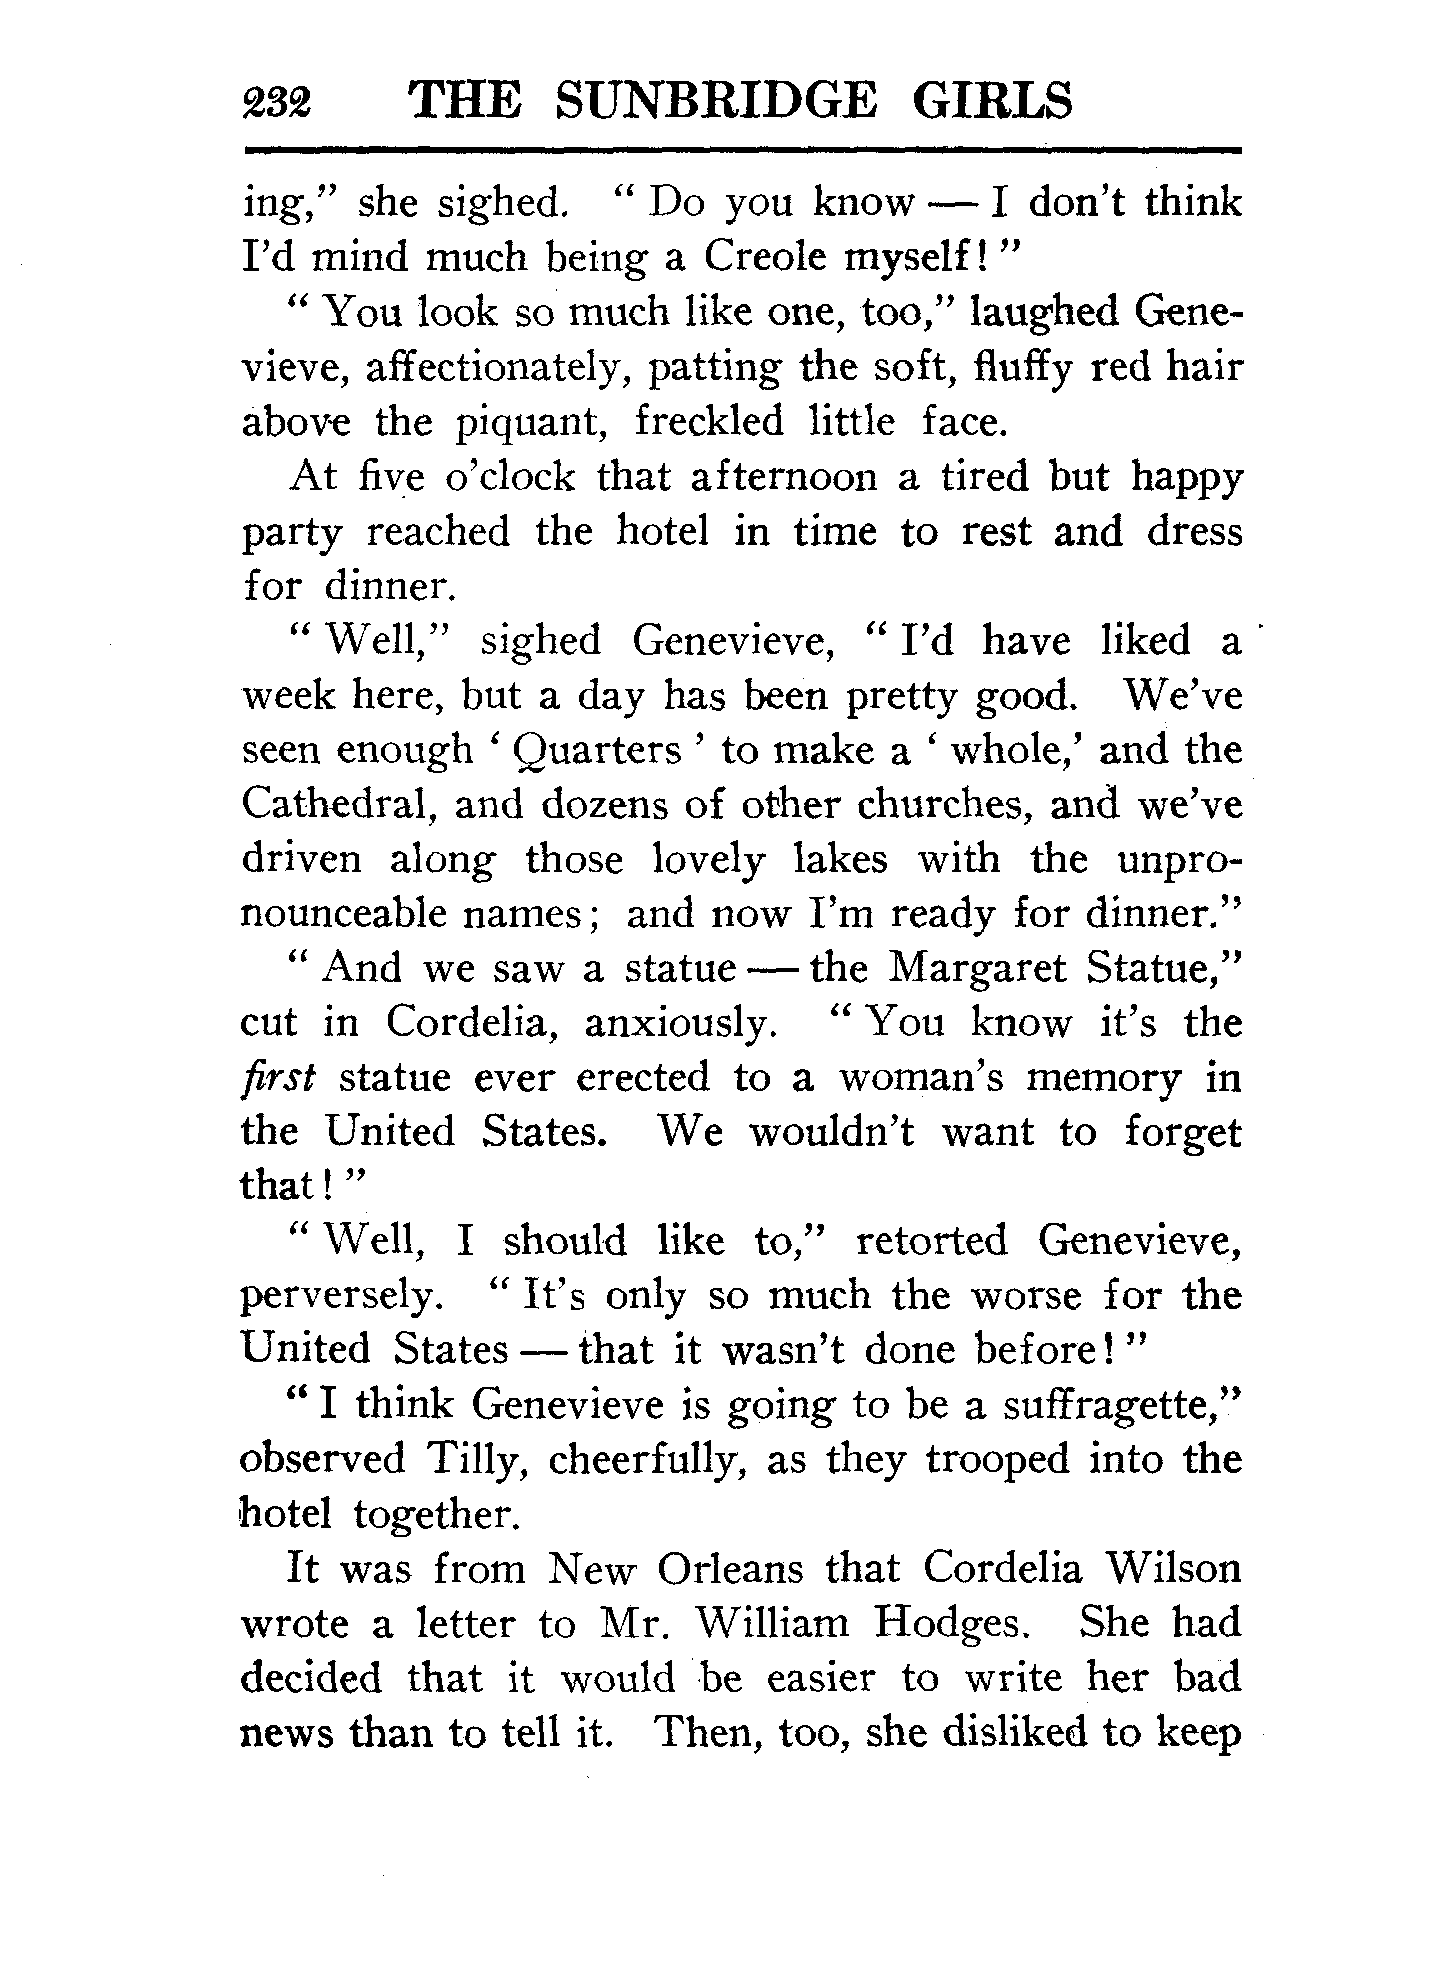 232 THE SUNBRIDGE GIRLS
ing,” she sighed. “ Do you know — I don’t think
I’d mind much being a Creole myself! ”
“ You look so much like one, too,” laughed Gene-
vieve, affectionately, patting the soft, fluffy red hair
above the piquant, freckled little face.
At five o’clock that afternoon a tired but happy
party reached the hotel in time to rest and dress
for dinner.
“ Well,” sighed Genevieve, “ I’d have liked a
week here, but a day has been pretty good. We’ve
seen enough ‘ Quarters ’ to make a ‘ whole,’ and the
Cathedral, and dozens of other churches, and we’ve
driven along those lovely lakes with the unpro-
nounceable names; and now I’m ready for dinner.”
“ And we saw a statue — the Margaret Statue,”
cut in Cordelia, anxiously. “ You know it’s the
first statue ever erected to a woman’s memory in
the United States. We wouldn’t want to forget
that! ”
“ Well, I should like to,” retorted Genevieve,
perversely. “ It’s only so much the worse for the
United States — that it wasn’t done before! ”
“ I think Genevieve is going to be a suffragette,”
observed Tilly, cheerfully, as they trooped into the
hotel together.
It was from New Orleans that Cordelia Wilson
wrote a letter to Mr. William Hodges. She had
decided that it would be easier to write her bad
news than to tell it. Then, too, she disliked to keep